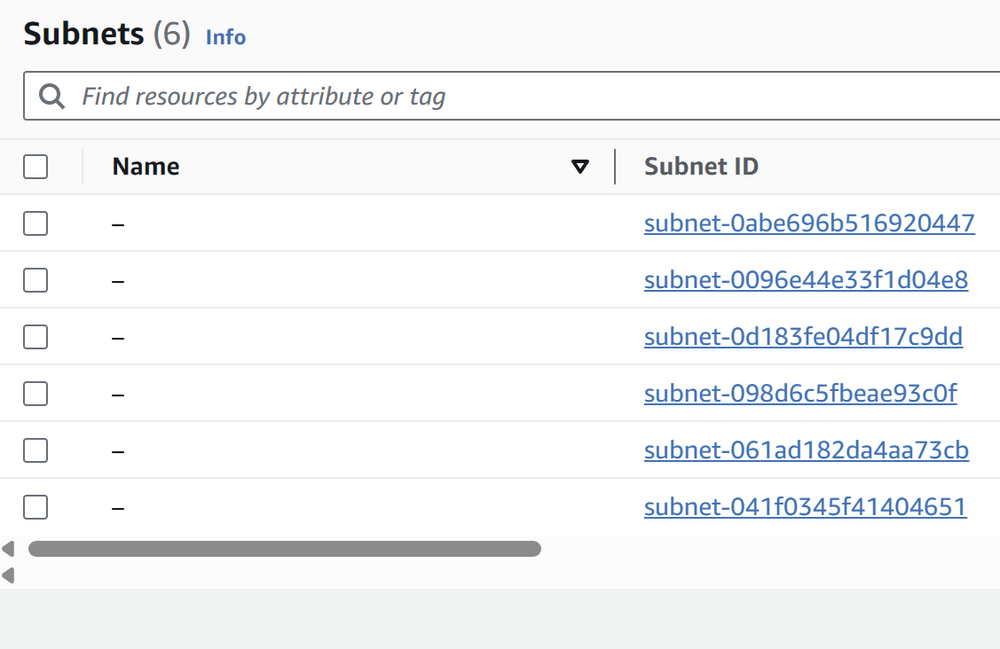 Subnets (6) Info
Find resources by attribute or tag
Name Subnet ID
– subnet-0abe696b516920447
– subnet-0096e44e33f1d04e8
– subnet-0d183fe04df17c9dd
– subnet-098d6c5fbeae93c0f
– subnet-061ad182da4aa73cb
– subnet-041f0345f41404651